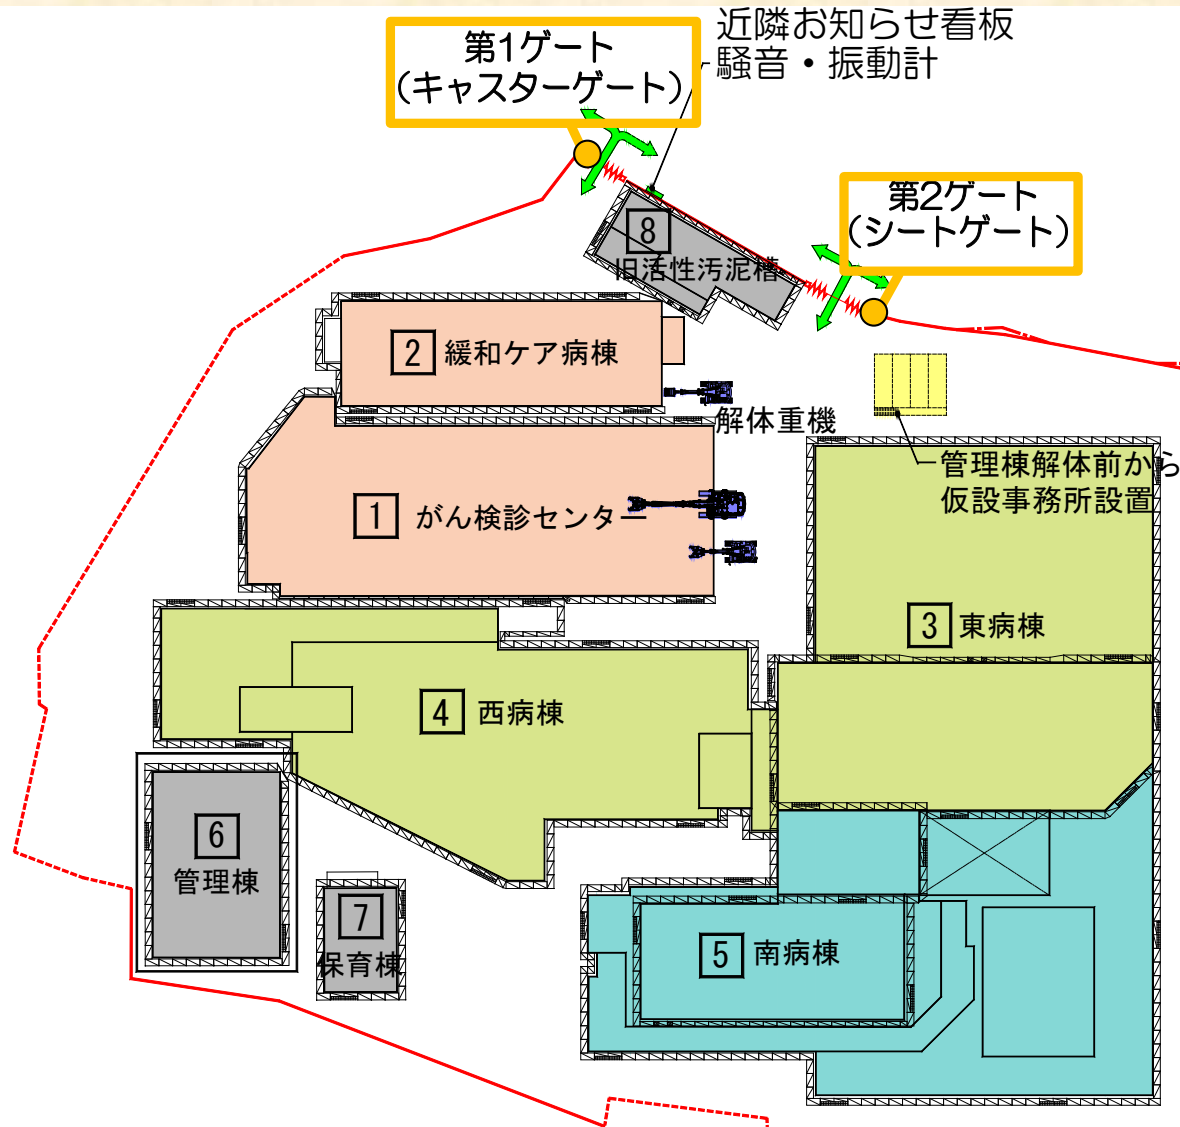 近隣お知らせ看板
騒音・振動計
第1ゲート
(キャスターゲート)
第2ゲート
(シートゲート)
8
旧活性汚泥槽
2 緩和ケア病棟
解体重機
管理棟解体前から
仮設事務所設置
1 がん検診センター
3 東病棟
4 西病棟
6
管理棟
7
保育棟
5 南病棟